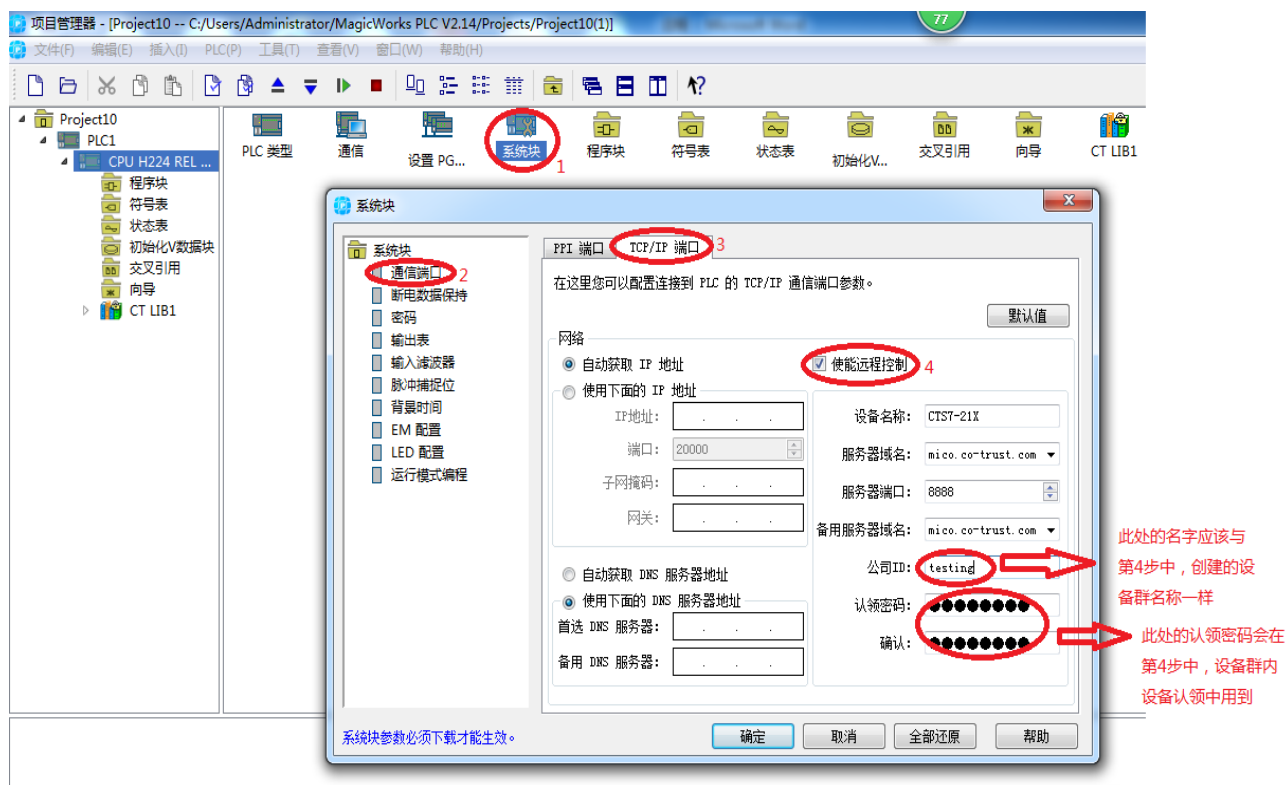 项目管理器 - [Project10 -- C:/Users/Administrator/MagicWorks PLC V2.14/Projects/Project10(1)]
77
文件(F) 编辑(E) 插入(I) PLC(P) 工具(T) 查看(V) 窗口(W) 帮助(H)
Project10
PLC1
CPU H224 REL ...
程序块
符号表
状态表
初始化V数据块
交叉引用
向导
CT LIB1
PLC 类型
通信
设置 PG...
系统块
1
程序块
符号表
状态表
初始化V...
交叉引用
向导
CT LIB1
系统块
系统块
通信端口
2
断电数据保持
密码
输出表
输入滤波器
脉冲捕捉位
背景时间
EM 配置
LED 配置
运行模式编程
PPI 端口
TCP/IP 端口
3
在这里您可以配置连接到 PLC 的 TCP/IP 通信端口参数。
默认值
网络
自动获取 IP 地址
使用下面的 IP 地址
IP地址:
端口: 20000
子网掩码:
网关:
自动获取 DNS 服务器地址
使用下面的 DNS 服务器地址
首选 DNS 服务器:
备用 DNS 服务器:
使能远程控制
4
设备名称: CTS7-21X
服务器域名: mico.co-trust.com
服务器端口: 8888
备用服务器域名: mico.co-trust.com
公司ID: testing
认领密码: ●●●●●●●●
确认: ●●●●●●●●
此处的名字应该与
第4步中，创建的设
备群名称一样
此处的认领密码会在
第4步中，设备群内
设备认领中用到
系统块参数必须下载才能生效。
确定
取消
全部还原
帮助